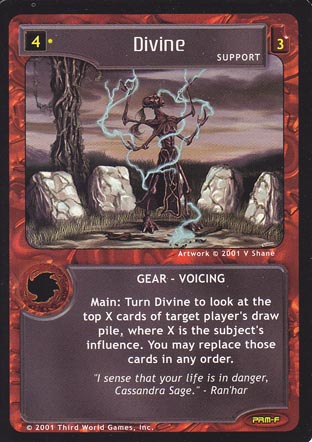 4
Divine
3
SUPPORT
Artwork © 2001 V Shane
GEAR - VOICING
Main: Turn Divine to look at the
top X cards of target player's draw
pile, where X is the subject's
influence. You may replace those
cards in any order.
"I sense that your life is in danger,
Cassandra Sage." - Ran'har
© 2001 Third World Games, Inc.
PRM-F